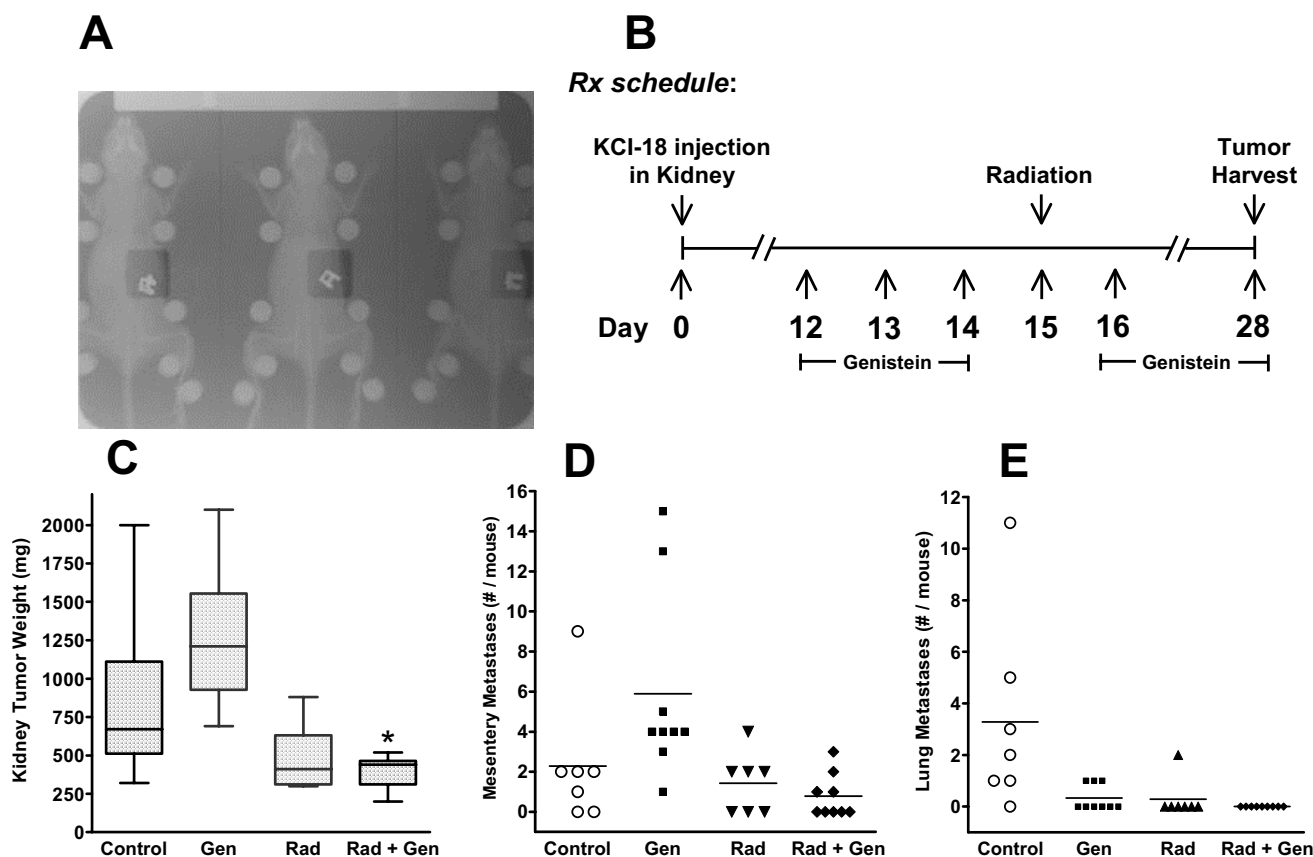 A
B
Rx schedule:
KCI-18 injection
in Kidney
Radiation
Tumor
Harvest
Day 0 12 13 14 15 16 28
Genistein Genistein
C
Kidney Tumor Weight (mg)
2000
1750
1500
1250
1000
750
500
250
0
*
Control Gen Rad Rad + Gen
D
Mesentery Metastases (# / mouse)
16
14
12
10
8
6
4
2
0
Control Gen Rad Rad + Gen
E
Lung Metastases (# / mouse)
12
10
8
6
4
2
0
Control Gen Rad Rad + Gen